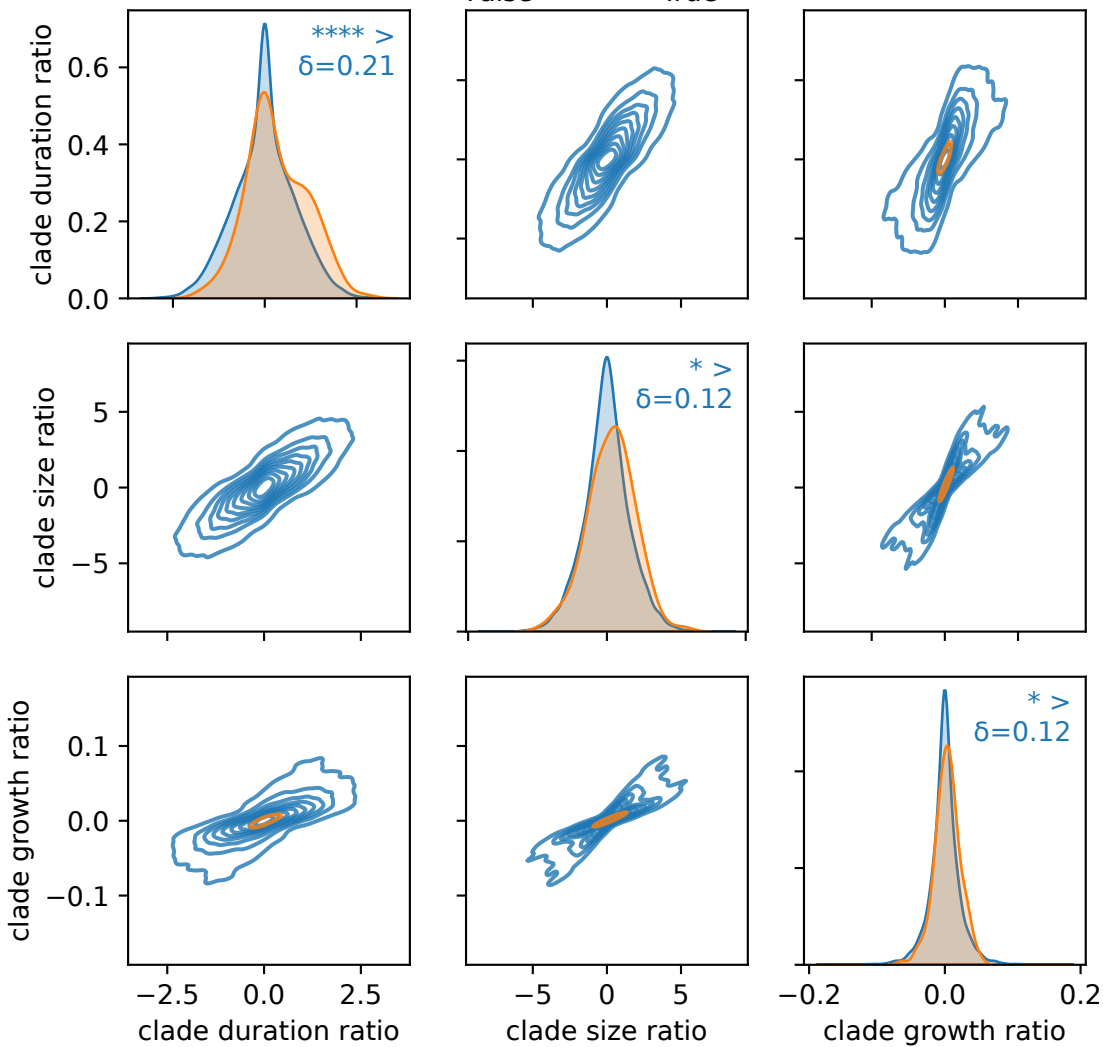 False True
clade duration ratio
0.6
0.4
0.2
0.0
**** >
δ=0.21
clade size ratio
5
0
−5
* >
δ=0.12
clade growth ratio
0.1
0.0
−0.1
* >
δ=0.12
−2.5 0.0 2.5
−5 0 5
−0.2 0.0 0.2
clade duration ratio
clade size ratio
clade growth ratio